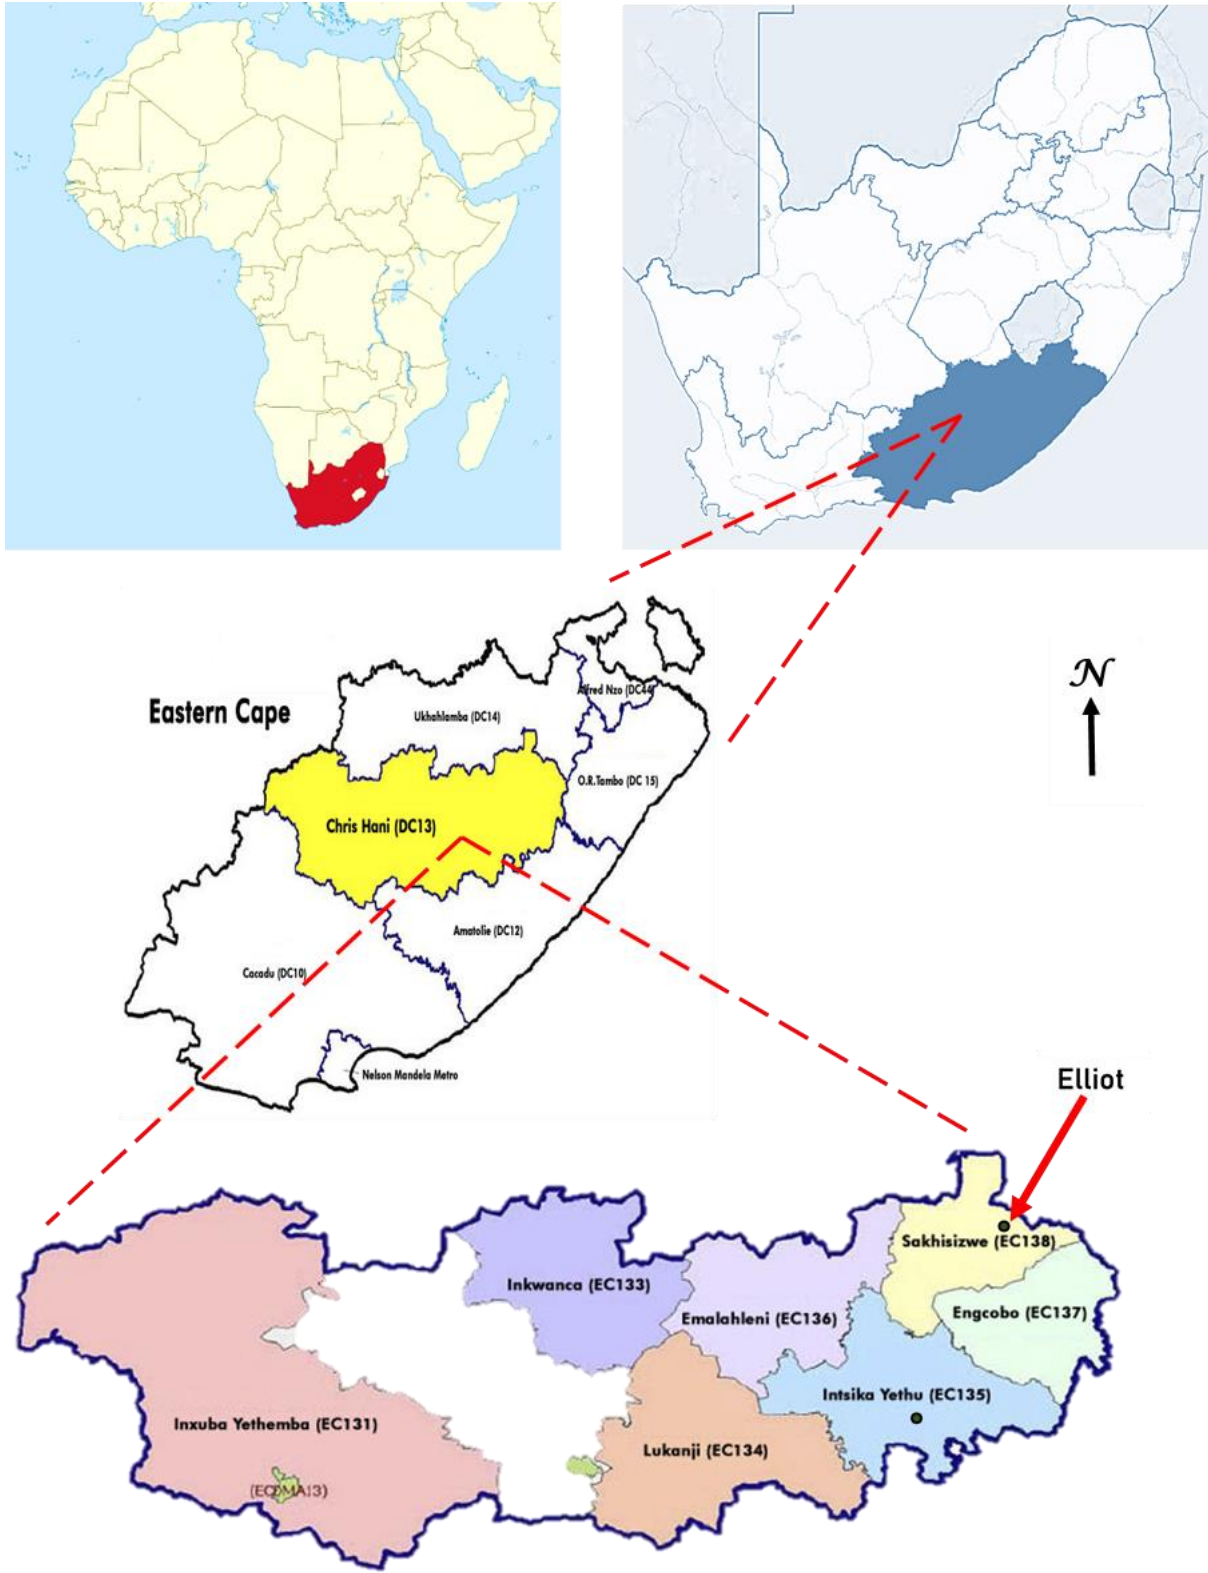 N
Eastern Cape
Alfred Nzo (DC44
Ukhahlamba (DC14)
O.R.Tambo (DC 15)
Chris Hani (DC13)
Amatolie (DC12)
Cacadu (DC10)
Nelson Mandela Metro
Elliot
Sakhisizwe (EC138)
Inkwanca (EC133)
Engcobo (EC137)
Emalahleni (EC136)
Intsika Yethu (EC135)
Inxuba Yethemba (EC131)
Lukanji (EC134)
(ECDMA13)